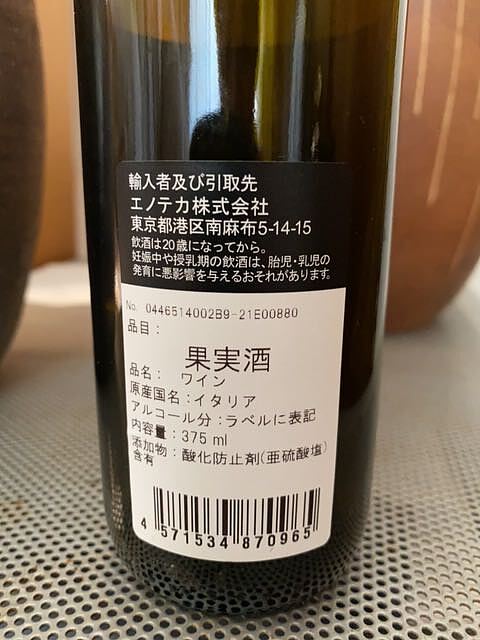 輸入者及び引取先
エノテカ株式会社
東京都港区南麻布5-14-15
飲酒は20歳になってから。
妊娠中や授乳期の飲酒は、胎児・乳児の
発育に悪影響を与えるおそれがあります。
No. 0446514002B9-21E00880
品目：
果実酒
品名： ワイン
原産国名：イタリア
アルコール分：ラベルに表記
内容量：375 ml
添加物：酸化防止剤(亜硫酸塩)
含有
4 571534 870965